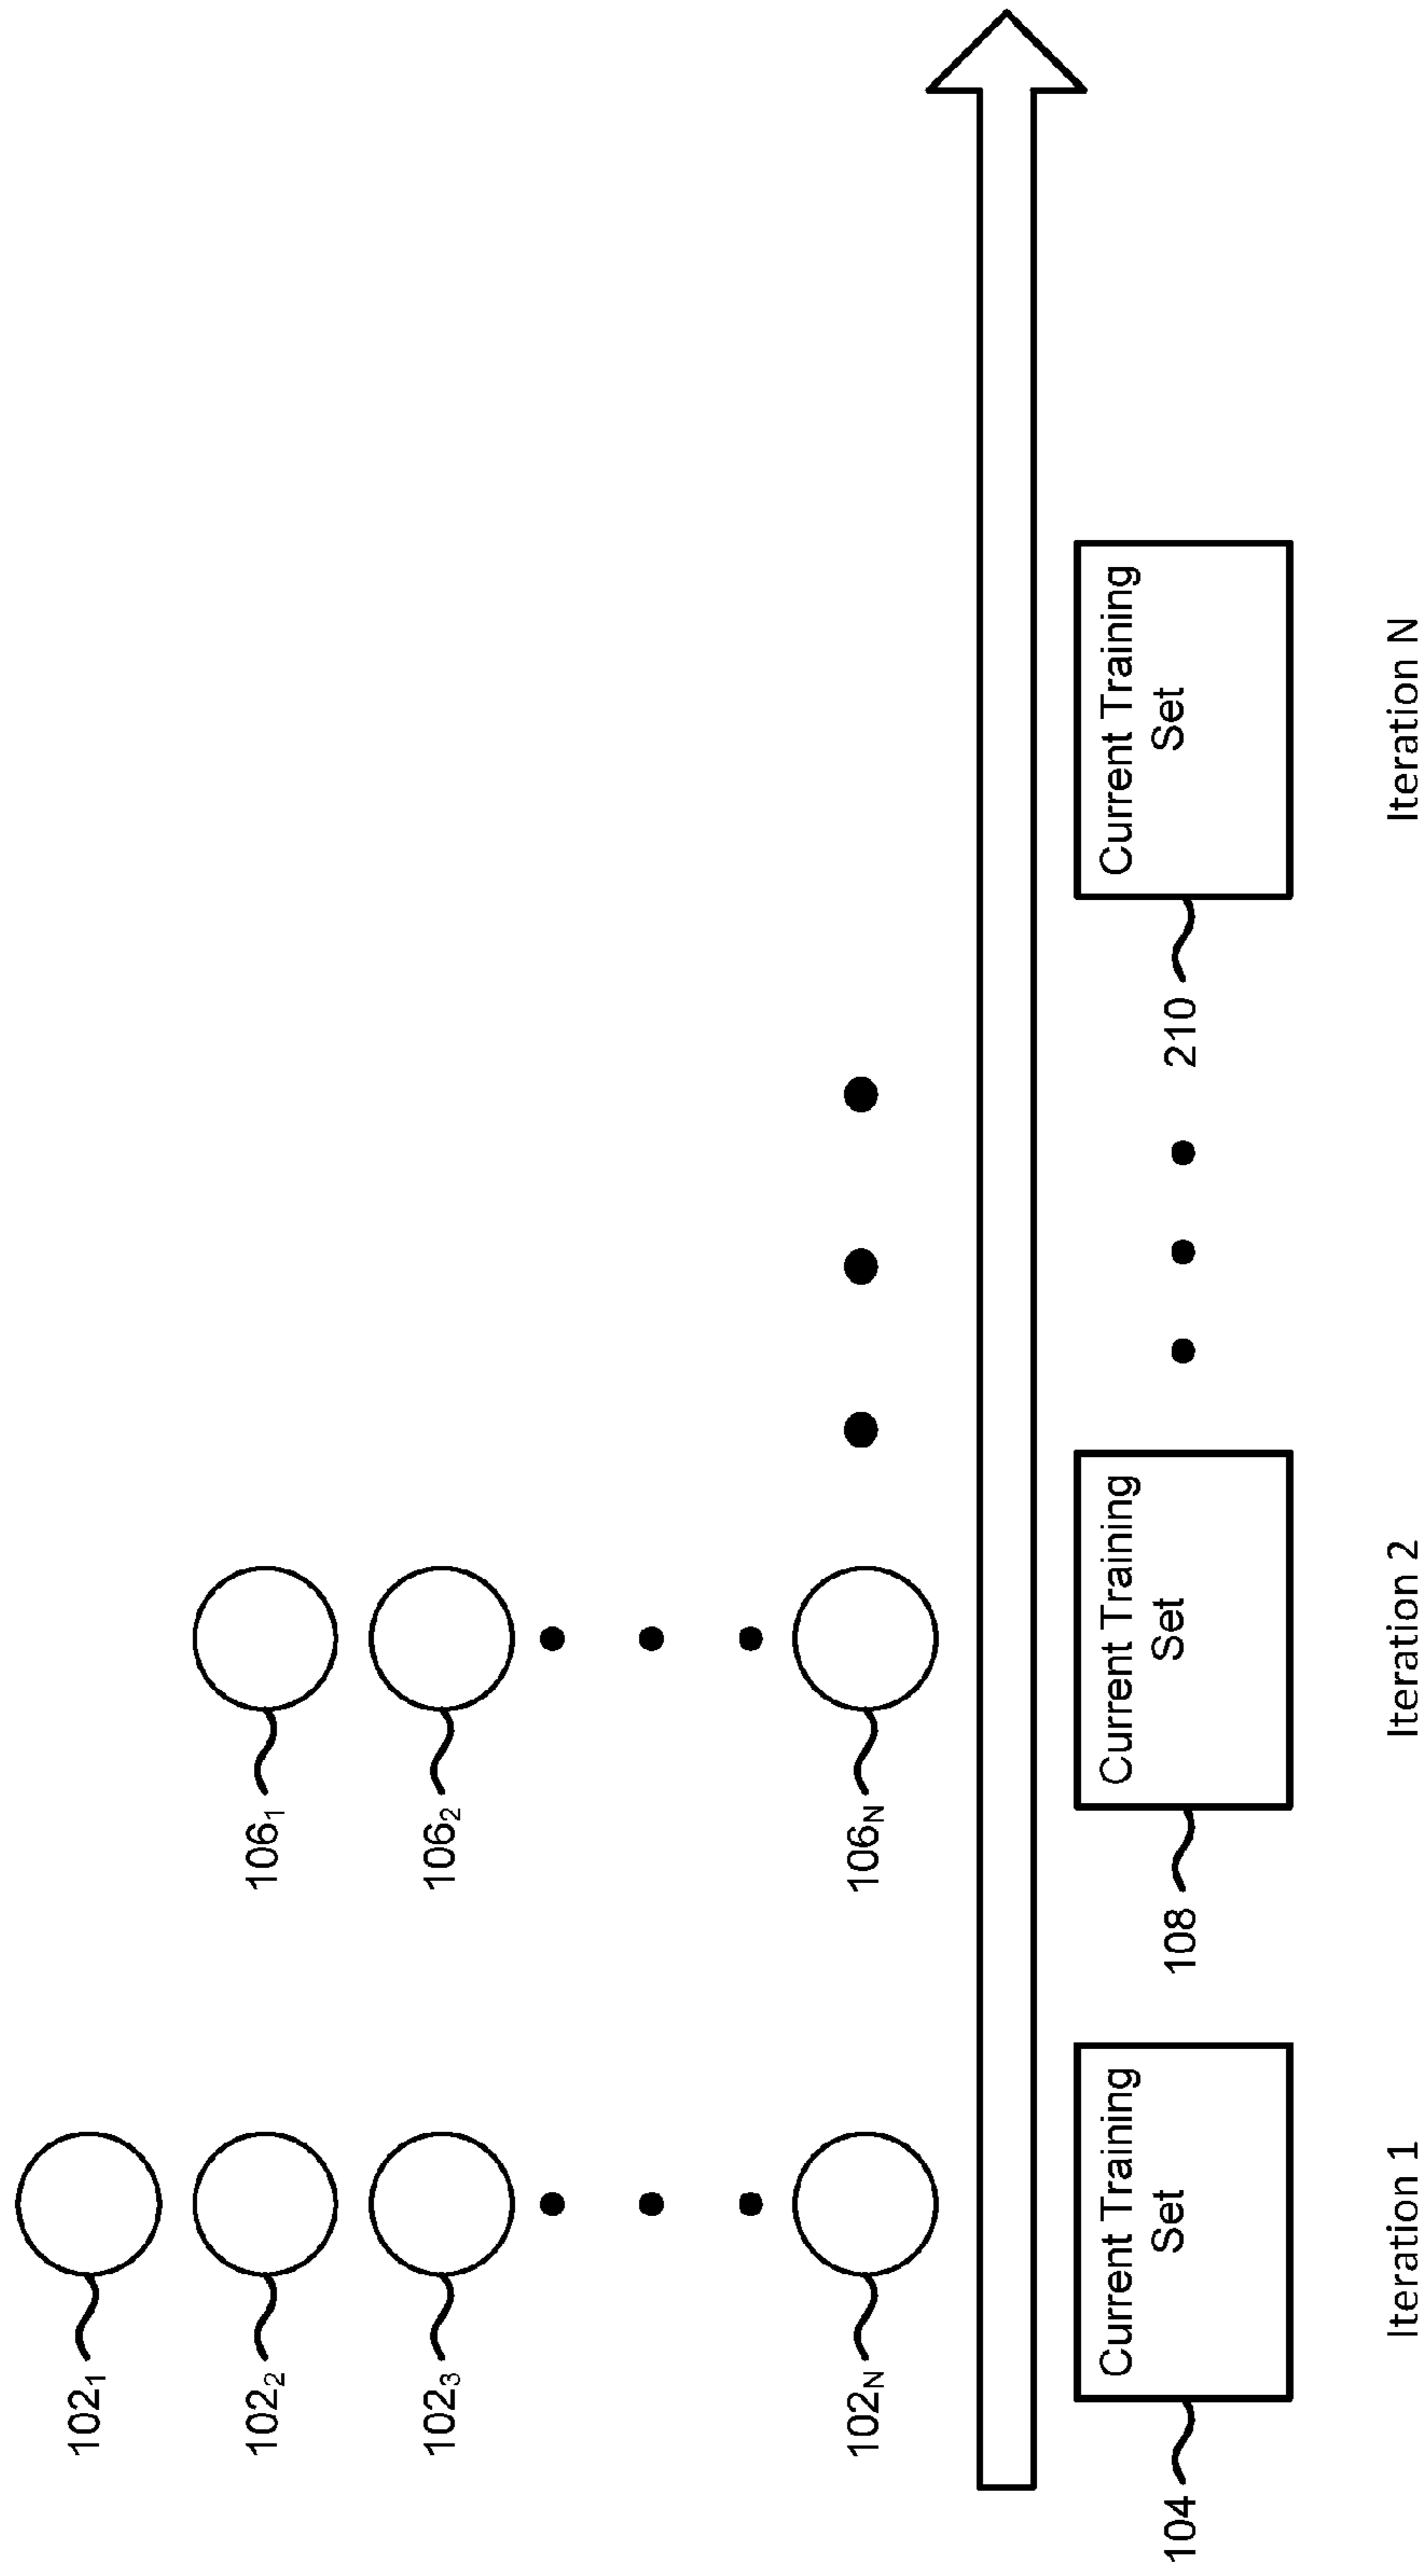 102₁
102₂
102₃
102N
106₁
106₂
106N
104
Current Training
Set
108
Current Training
Set
210
Current Training
Set
Iteration 1
Iteration 2
Iteration N